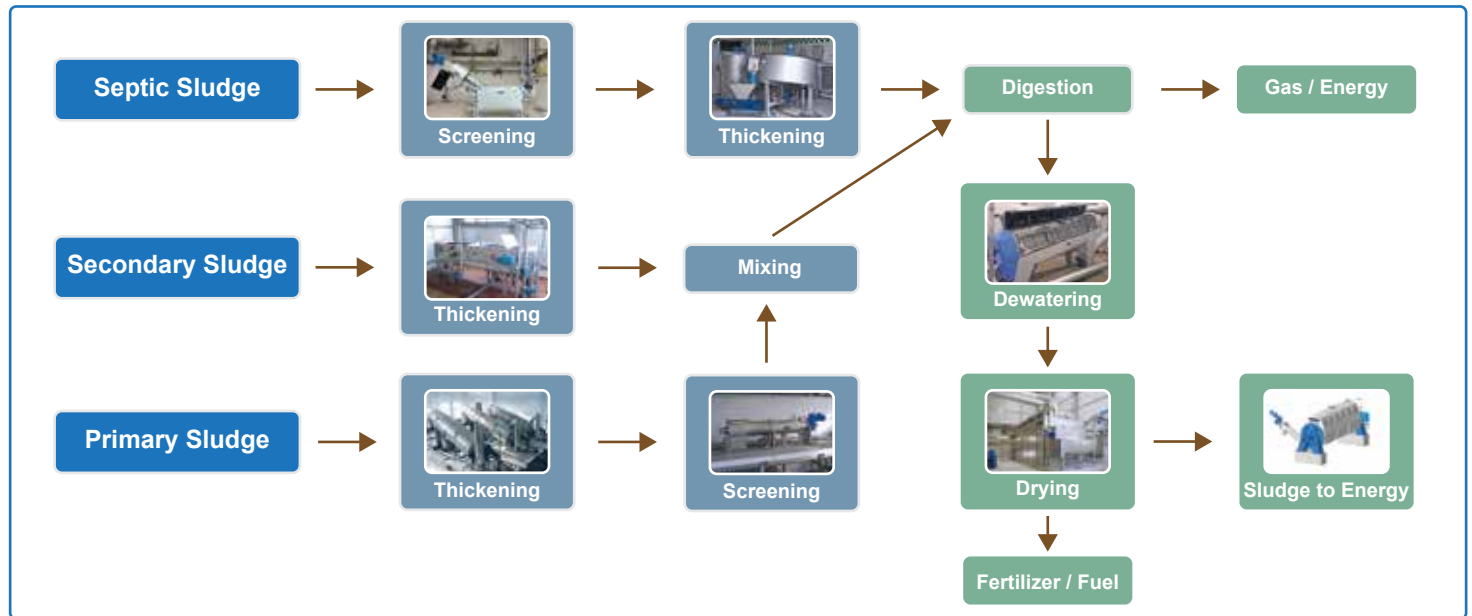 Septic Sludge
Screening
Thickening
Digestion
Gas / Energy
Secondary Sludge
Thickening
Mixing
Dewatering
Primary Sludge
Thickening
Screening
Drying
Sludge to Energy
Fertilizer / Fuel